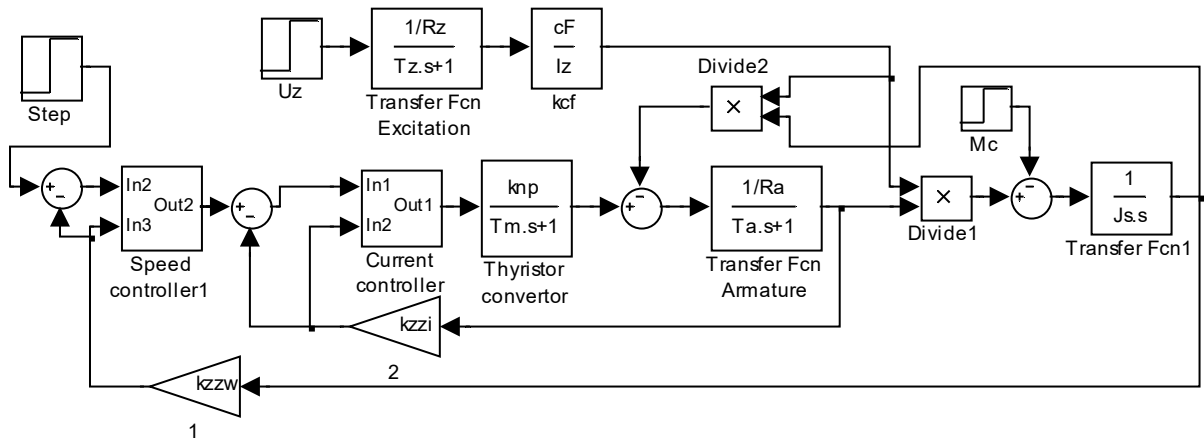 Step
Uz
1/Rz
Tz.s+1
Transfer Fcn
Excitation
cF
Iz
kcf
Divide2
×
Mc
+
−
In2
In3
Out2
Speed
controller1
+
−
In1
In2
Out1
Current
controller
knp
Tm.s+1
Thyristor
convertor
+
−
1/Ra
Ta.s+1
Transfer Fcn
Armature
×
Divide1
+
−
1
Js.s
Transfer Fcn1
kzzi
2
kzzw
1